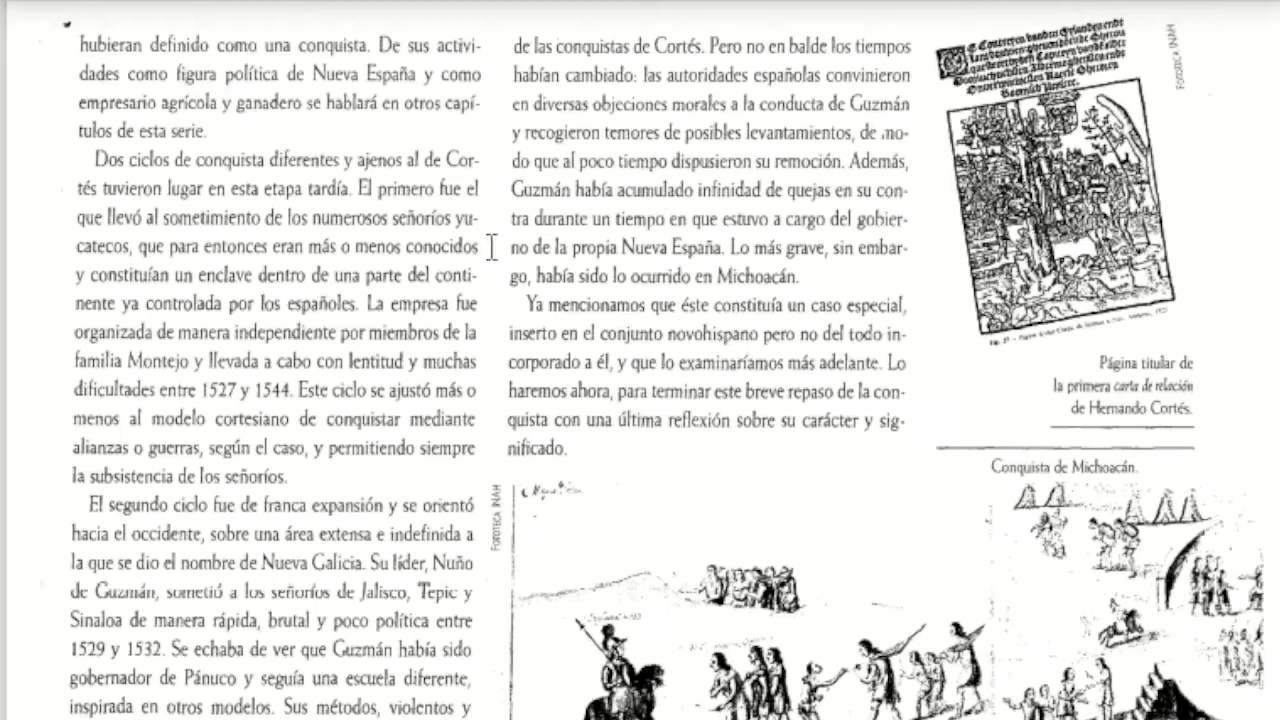 hubieran definido como una conquista. De sus activi-
dades como figura política de Nueva España y como
empresario agrícola y ganadero se hablará en otros capí-
tulos de esta serie.
Dos ciclos de conquista diferentes y ajenos al de Cor-
tés tuvieron lugar en esta etapa tardía. El primero fue el
que llevó al sometimiento de los numerosos señoríos yu-
catecos, que para entonces eran más o menos conocidos
y constituían un enclave dentro de una parte del conti-
nente ya controlada por los españoles. La empresa fue
organizada de manera independiente por miembros de la
familia Montejo y llevada a cabo con lentitud y muchas
dificultades entre 1527 y 1544. Este ciclo se ajustó más o
menos al modelo cortesiano de conquistar mediante
alianzas o guerras, según el caso, y permitiendo siempre
la subsistencia de los señoríos.
El segundo ciclo fue de franca expansión y se orientó
hacia el occidente, sobre una área extensa e indefinida a
la que se dio el nombre de Nueva Galicia. Su líder, Nuño
de Guzmán, sometió a los señoríos de Jalisco, Tepic y
Sinaloa de manera rápida, brutal y poco política entre
1529 y 1532. Se echaba de ver que Guzmán había sido
gobernador de Pánuco y seguía una escuela diferente,
inspirada en otros modelos. Sus métodos, violentos y
de las conquistas de Cortés. Pero no en balde los tiempos
habían cambiado: las autoridades españolas convinieron
en diversas objeciones morales a la conducta de Guzmán
y recogieron temores de posibles levantamientos, de mo-
do que al poco tiempo dispusieron su remoción. Además,
Guzmán había acumulado infinidad de quejas en su con-
tra durante un tiempo en que estuvo a cargo del gobier-
no de la propia Nueva España. Lo más grave, sin embar-
go, había sido lo ocurrido en Michoacán.
Ya mencionamos que éste constituía un caso especial,
inserto en el conjunto novohispano pero no del todo in-
corporado a él, y que lo examinaríamos más adelante. Lo
haremos ahora, para terminar este breve repaso de la con-
quista con una última reflexión sobre su carácter y sig-
nificado.
FOTOTECA INAH
FOTOTECA INAH
Página titular de
la primera carta de relación
de Hernando Cortés.
Conquista de Michoacán.